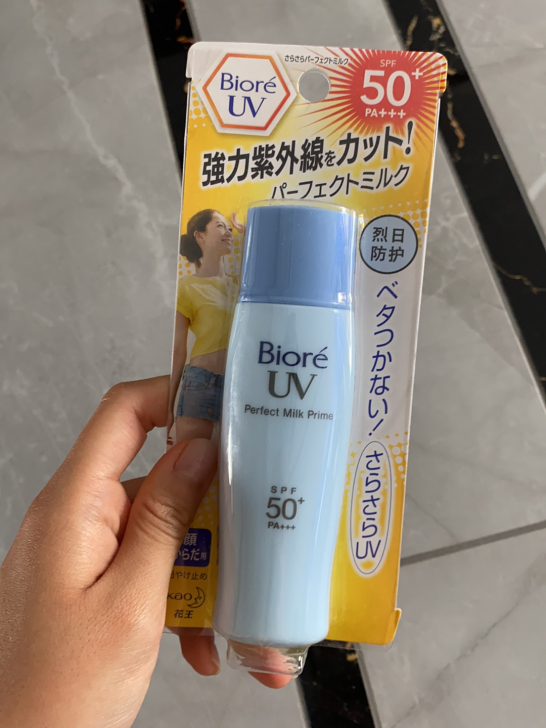 さらさらパーフェクトミルク
Bioré
UV
SPF
50+
PA+++
強力紫外線をカット!
パーフェクトミルク
烈日
防护
ベタつかない!
さらさらUV
Bioré
UV
Perfect Milk Prime
SPF
50+
PA+++
顔
からだ用
日やけ止め
Kao
花王